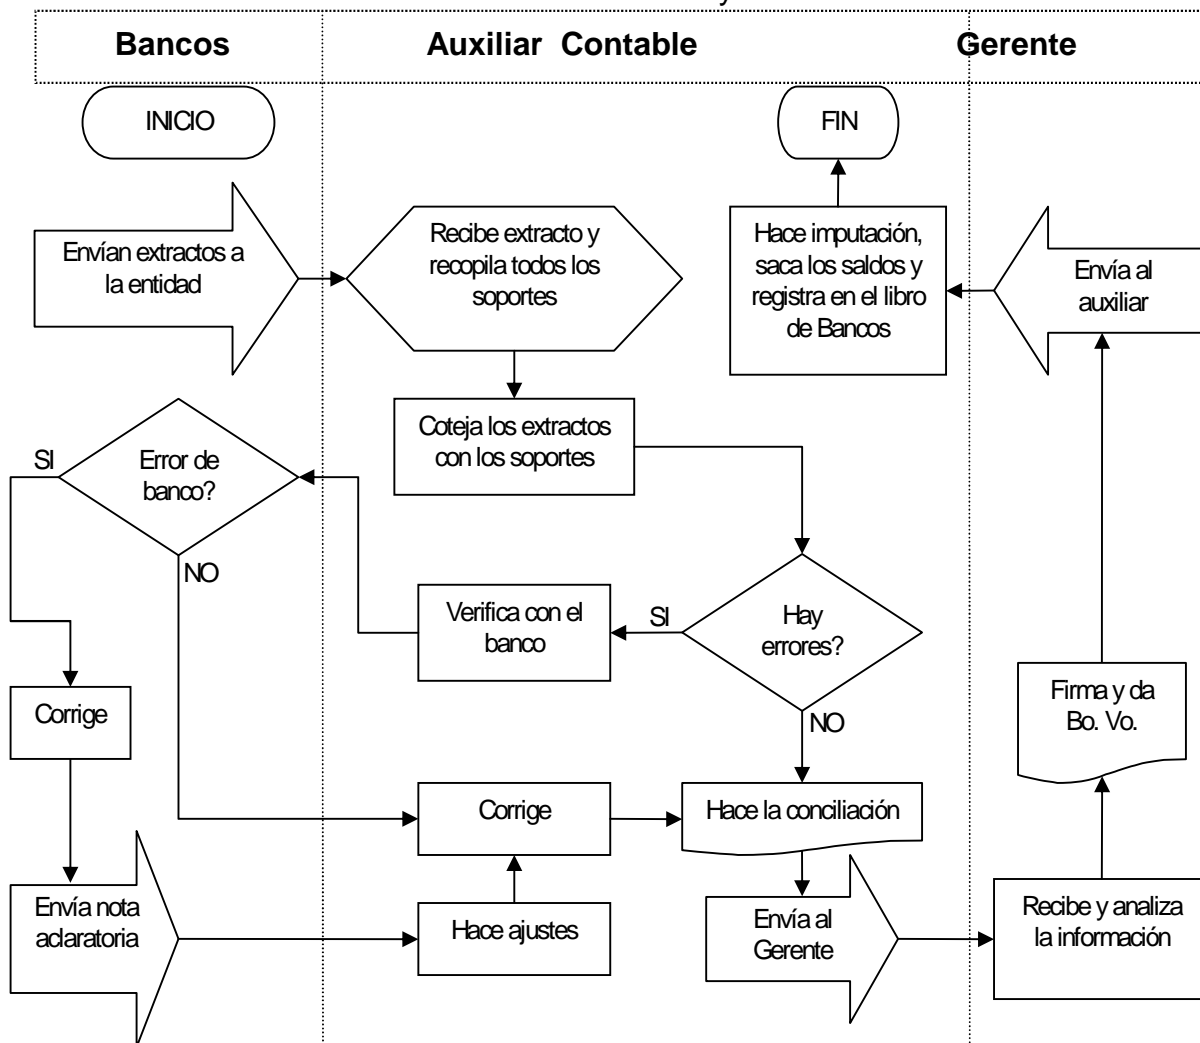 Bancos
Auxiliar Contable
Gerente
INICIO
FIN
Envían extractos a
la entidad
Recibe extracto y
recopila todos los
soportes
Hace imputación,
saca los saldos y
registra en el libro
de Bancos
Envía al
auxiliar
Coteja los extractos
con los soportes
SI
Error de
banco?
NO
Verifica con el
banco
SI
Hay
errores?
NO
Firma y da
Bo. Vo.
Corrige
Corrige
Hace la conciliación
Envía nota
aclaratoria
Hace ajustes
Envía al
Gerente
Recibe y analiza
la información